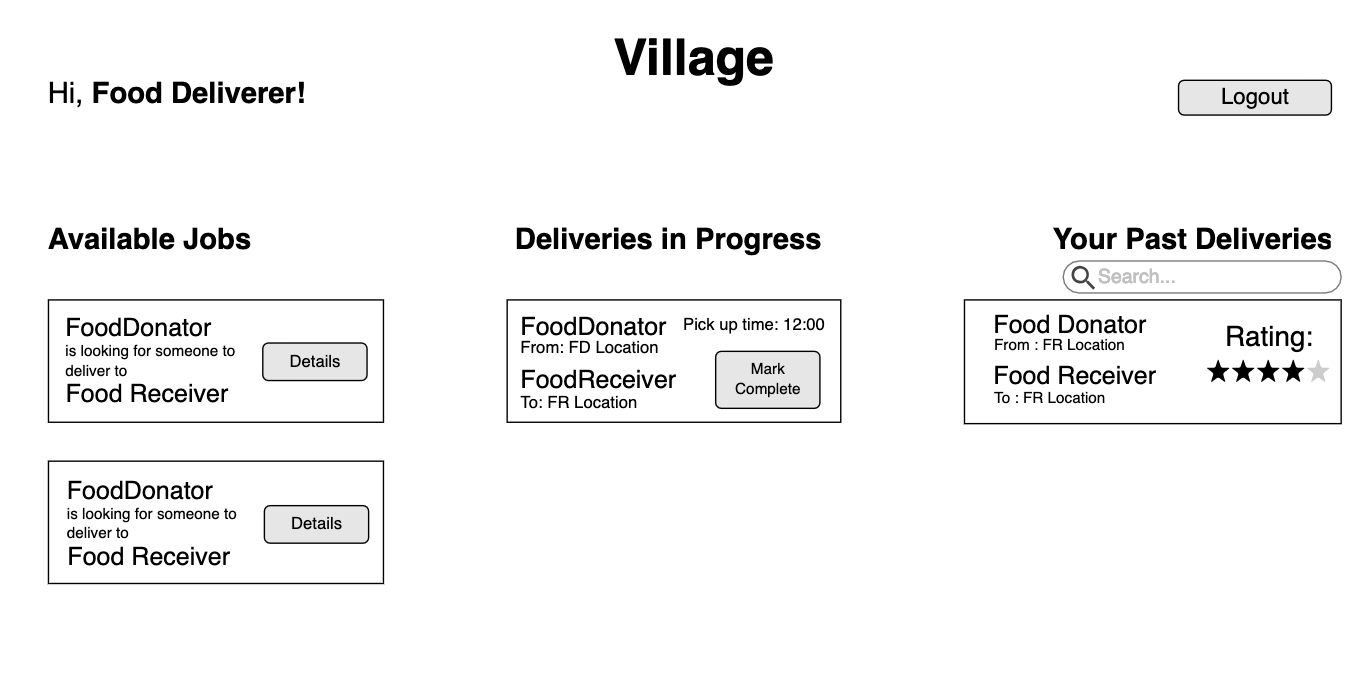 Village
Hi, Food Deliverer!
Logout
Available Jobs
FoodDonator
is looking for someone to
deliver to
Food Receiver
Details
FoodDonator
is looking for someone to
deliver to
Food Receiver
Details
Deliveries in Progress
FoodDonator
Pick up time: 12:00
From: FD Location
FoodReceiver
To: FR Location
Mark
Complete
Your Past Deliveries
Search...
Food Donator
From : FR Location
Food Receiver
To : FR Location
Rating: